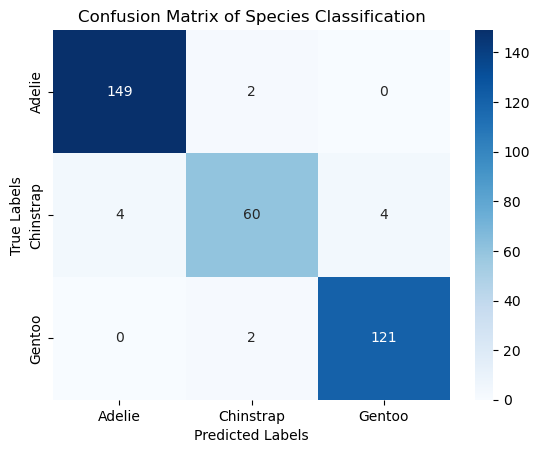 Confusion Matrix of Species Classification
True Labels
Adelie
149 2 0
Chinstrap
4 60 4
Gentoo
0 2 121
Adelie Chinstrap Gentoo
Predicted Labels
140
120
100
80
60
40
20
0